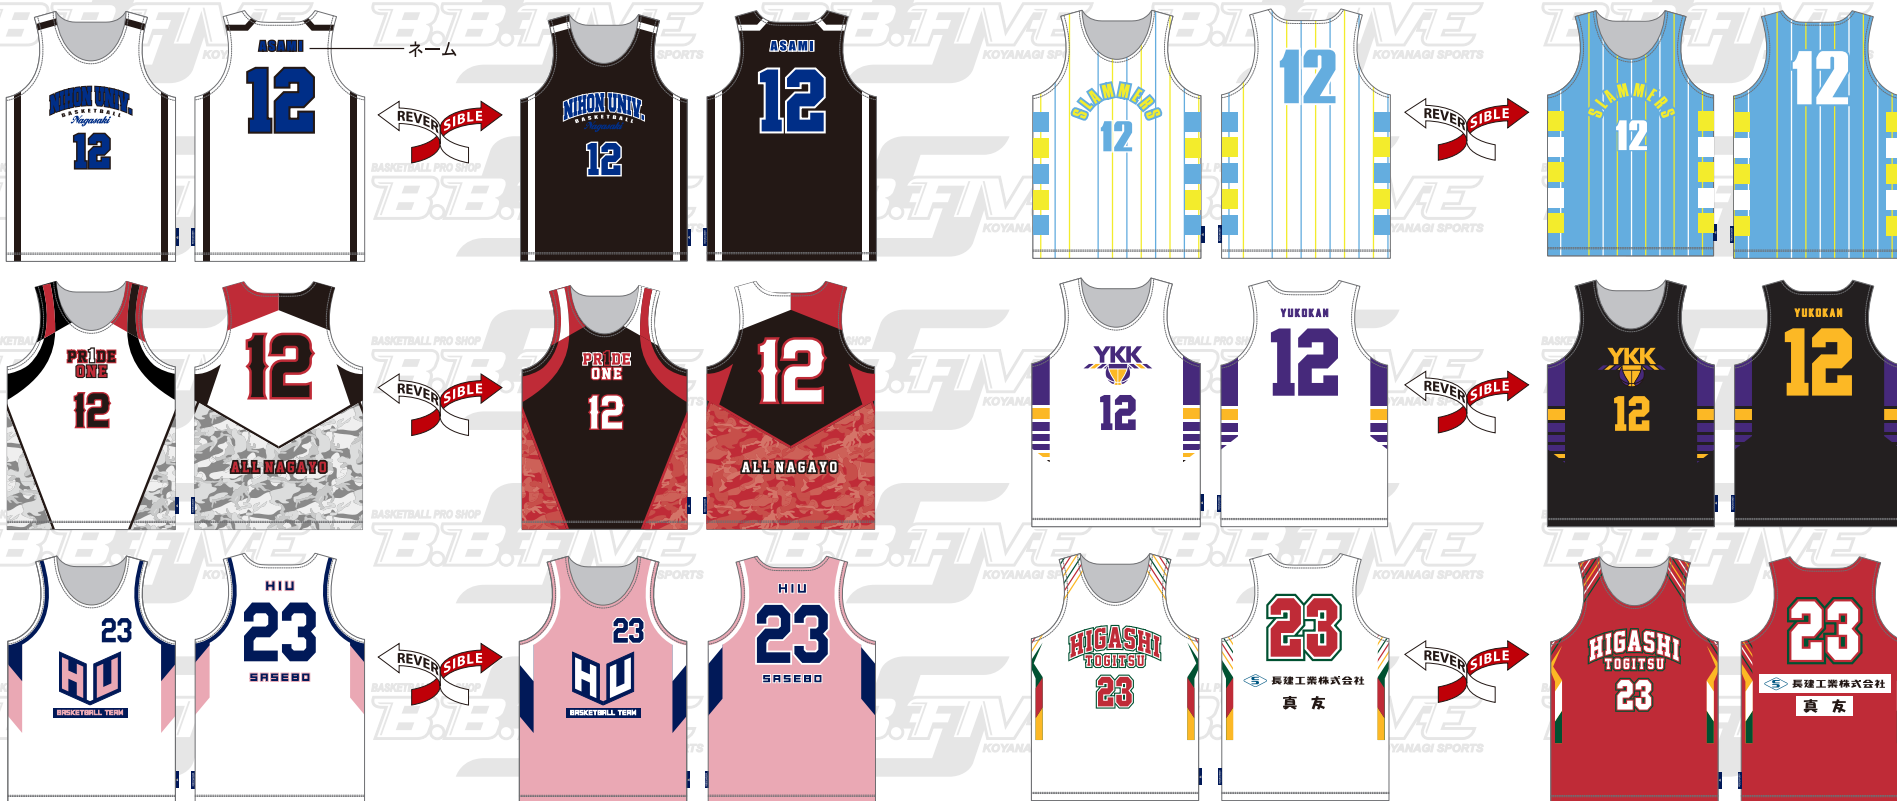 ASAMI
ネーム
NIHON UNIV.
BASKETBALL
Nagasaki
12
12
REVERSIBLE
ASAMI
NIHON UNIV.
BASKETBALL
Nagasaki
12
12
SLAMMERS
12
12
REVERSIBLE
SLAMMERS
12
12
PR1DE
ONE
12
12
ALL NAGAYO
REVERSIBLE
PR1DE
ONE
12
12
ALL NAGAYO
YKK
12
YUKOKAN
12
REVERSIBLE
YKK
12
YUKOKAN
12
23
HU
BASKETBALL TEAM
HIU
23
SASEBO
REVERSIBLE
23
HU
BASKETBALL TEAM
HIU
23
SASEBO
HIGASHI
TOGITSU
23
23
長建工業株式会社
真 友
REVERSIBLE
HIGASHI
TOGITSU
23
23
長建工業株式会社
真 友
B.B.FIVE
KOYANAGI SPORTS
BASKETBALL PRO SHOP